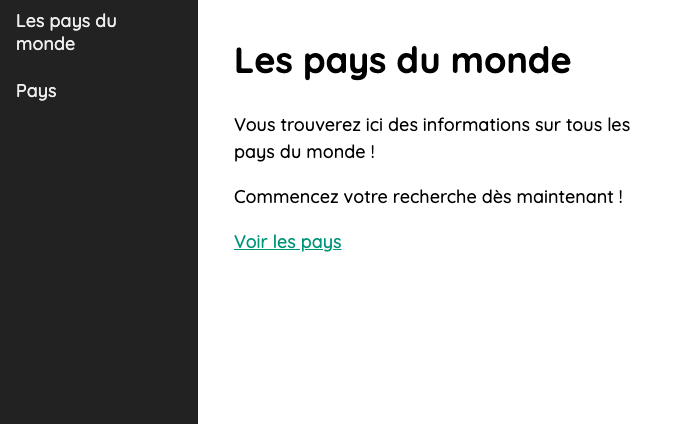 Les pays du
monde
Pays
Les pays du monde
Vous trouverez ici des informations sur tous les
pays du monde !
Commencez votre recherche dès maintenant !
Voir les pays